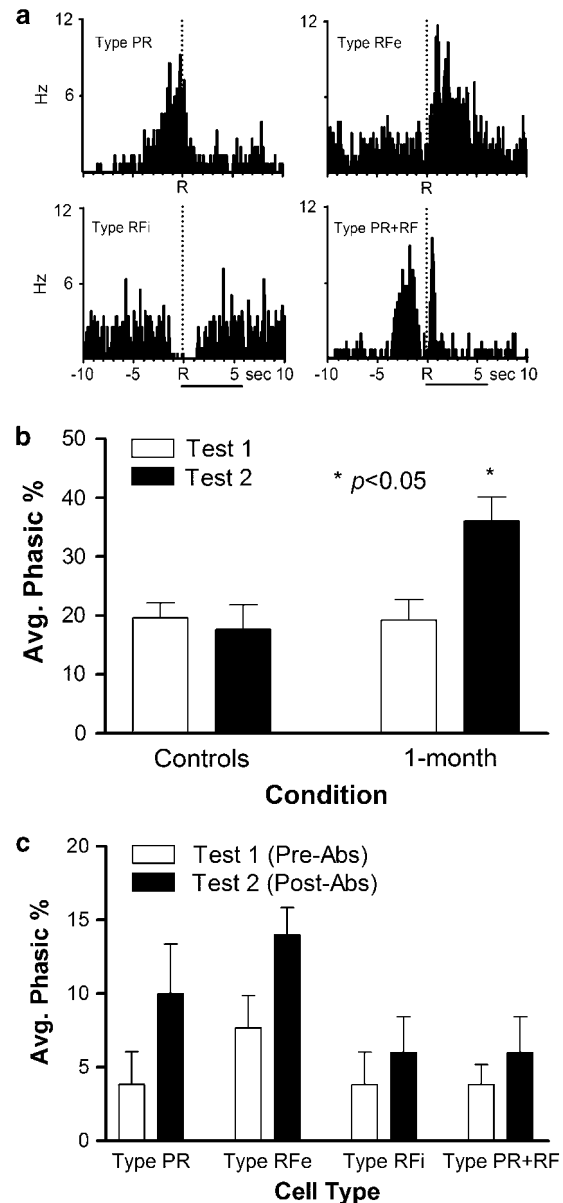 a
12
6
Hz
Type PR
R
12
Type RFe
R
12
6
Hz
Type RFi
-10 -5 R 5 sec 10
12
Type PR+RF
-10 -5 R 5 sec 10
b
50
40
30
20
10
0
Avg. Phasic %
Test 1
Test 2
* p<0.05
*
Controls 1-month
Condition
c
20
15
10
5
0
Avg. Phasic %
Test 1 (Pre-Abs)
Test 2 (Post-Abs)
Type PR Type RFe Type RFi Type PR+RF
Cell Type